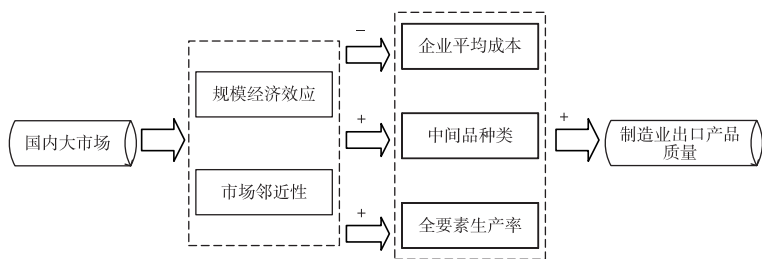 国内大市场
规模经济效应
市场邻近性
−
+
+
企业平均成本
中间品种类
全要素生产率
+
制造业出口产品
质量